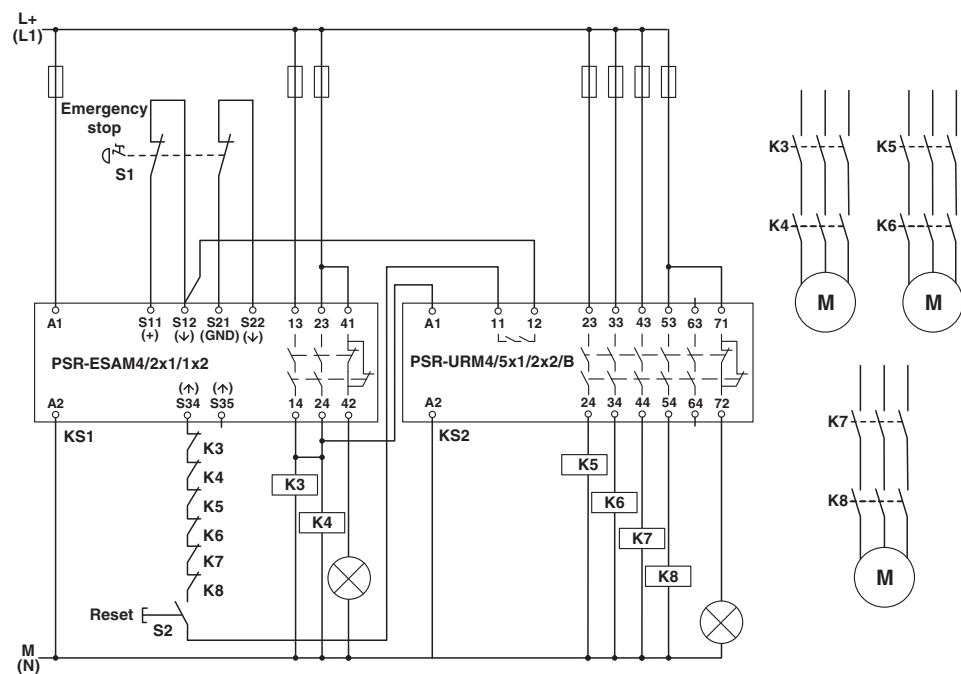 L+
(L1)
Emergency
stop
S1
A1
S11
(+)
S12
(↓)
S21
(GND)
S22
(↓)
13
23
41
PSR-ESAM4/2x1/1x2
A2
(↑)
S34
(↑)
S35
14
24
42
KS1
K3
K4
K5
K6
K7
K8
Reset
S2
K3
K4
A1
11
12
23
33
43
53
63
71
PSR-URM4/5x1/2x2/B
A2
24
34
44
54
64
72
KS2
K5
K6
K7
K8
M
(N)
K3
K4
M
K5
K6
M
K7
K8
M